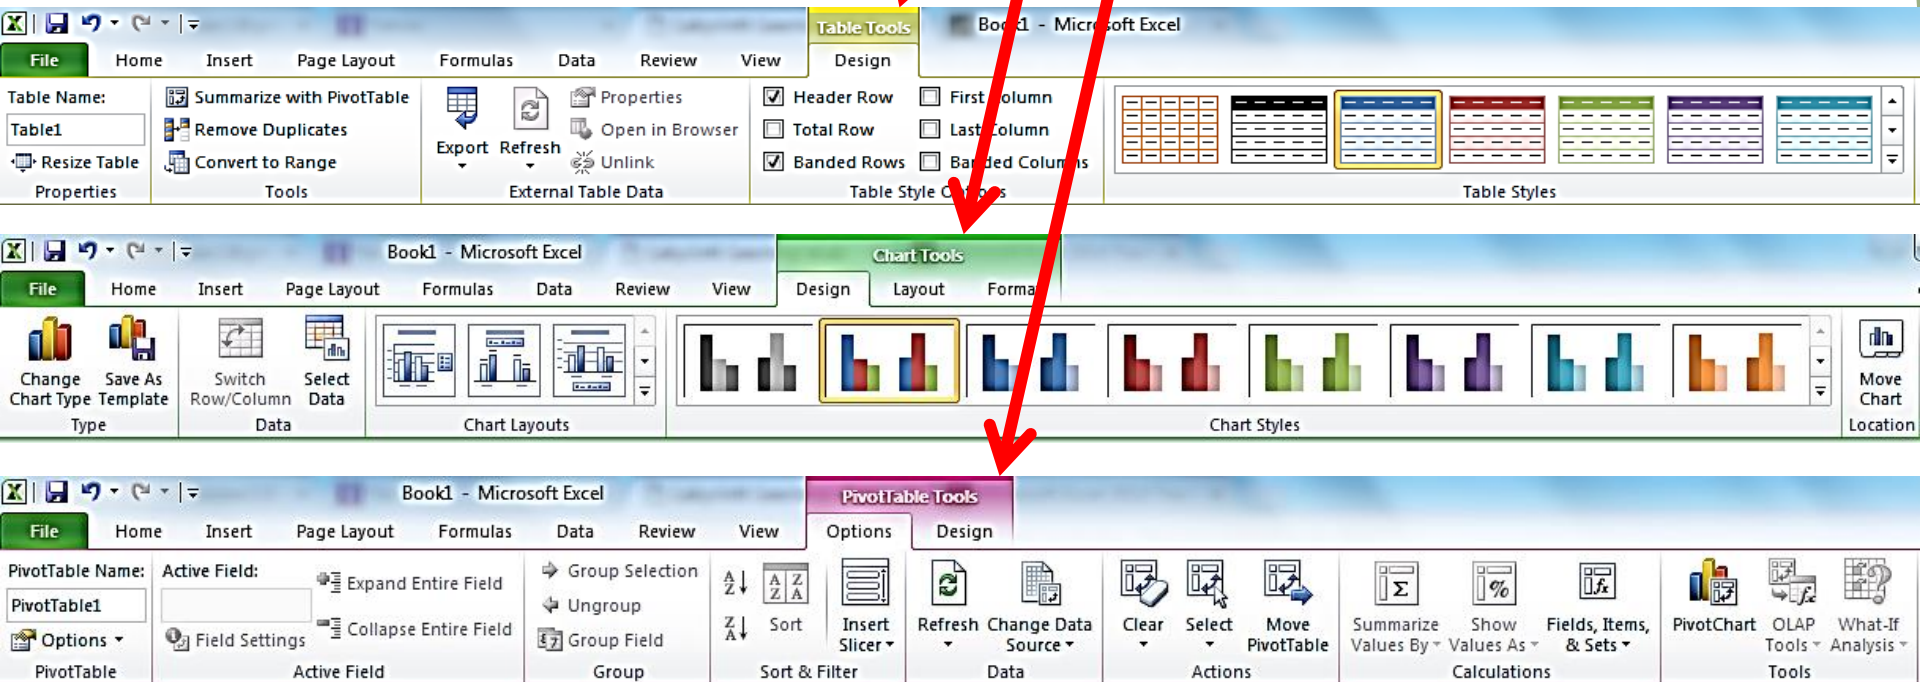 Table Tools Book1 - Microsoft Excel
File Home Insert Page Layout Formulas Data Review View Design
Table Name: Summarize with PivotTable Properties Header Row First Column
Table1 Remove Duplicates Export Refresh Open in Browser Total Row Last Column
Resize Table Convert to Range Unlink Banded Rows Banded Columns
Properties Tools External Table Data Table Style Options Table Styles
Book1 - Microsoft Excel Chart Tools
File Home Insert Page Layout Formulas Data Review View Design Layout Format
Change Save As Switch Select Move
Chart Type Template Row/Column Data Chart
Type Data Chart Layouts Chart Styles Location
Book1 - Microsoft Excel PivotTable Tools
File Home Insert Page Layout Formulas Data Review View Options Design
PivotTable Name: Active Field: Expand Entire Field Group Selection
PivotTable1 Ungroup Sort Insert Refresh Change Data Clear Select Move Summarize Show Fields, Items, PivotChart OLAP What-If
Options Field Settings Collapse Entire Field Group Field Slicer Source PivotTable Values By Values As & Sets Tools Analysis
PivotTable Active Field Group Sort & Filter Data Actions Calculations Tools